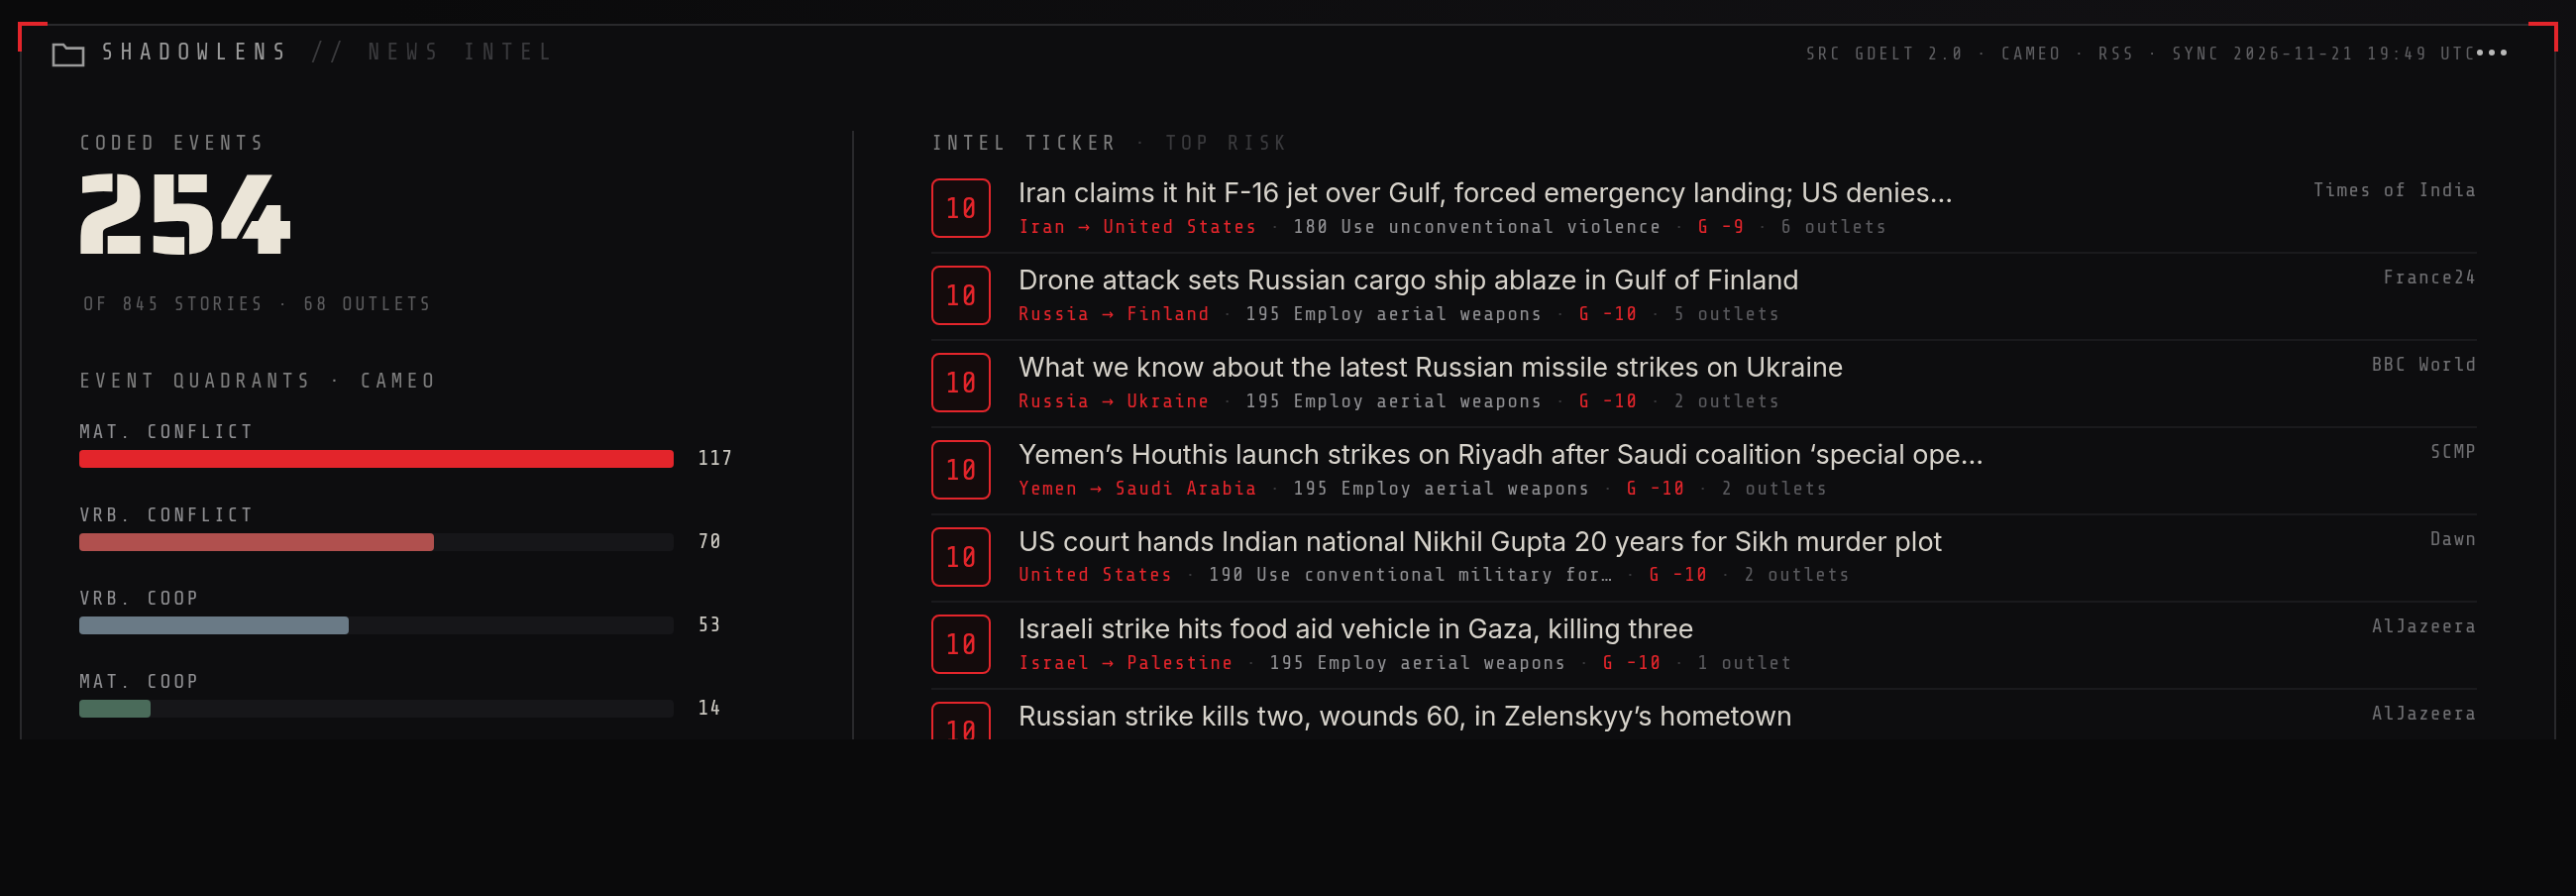 SHADOWLENS // NEWS INTEL
SRC GDELT 2.0 · CAMEO · RSS · SYNC 2026-11-21 19:49 UTC
CODED EVENTS
254
OF 845 STORIES · 68 OUTLETS
EVENT QUADRANTS · CAMEO
MAT. CONFLICT
117
VRB. CONFLICT
70
VRB. COOP
53
MAT. COOP
14
INTEL TICKER · TOP RISK
10
Iran claims it hit F-16 jet over Gulf, forced emergency landing; US denies…
Times of India
Iran → United States · 180 Use unconventional violence · G -9 · 6 outlets
10
Drone attack sets Russian cargo ship ablaze in Gulf of Finland
France24
Russia → Finland · 195 Employ aerial weapons · G -10 · 5 outlets
10
What we know about the latest Russian missile strikes on Ukraine
BBC World
Russia → Ukraine · 195 Employ aerial weapons · G -10 · 2 outlets
10
Yemen’s Houthis launch strikes on Riyadh after Saudi coalition ‘special ope…
SCMP
Yemen → Saudi Arabia · 195 Employ aerial weapons · G -10 · 2 outlets
10
US court hands Indian national Nikhil Gupta 20 years for Sikh murder plot
Dawn
United States · 190 Use conventional military for… · G -10 · 2 outlets
10
Israeli strike hits food aid vehicle in Gaza, killing three
AlJazeera
Israel → Palestine · 195 Employ aerial weapons · G -10 · 1 outlet
10
Russian strike kills two, wounds 60, in Zelenskyy’s hometown
AlJazeera